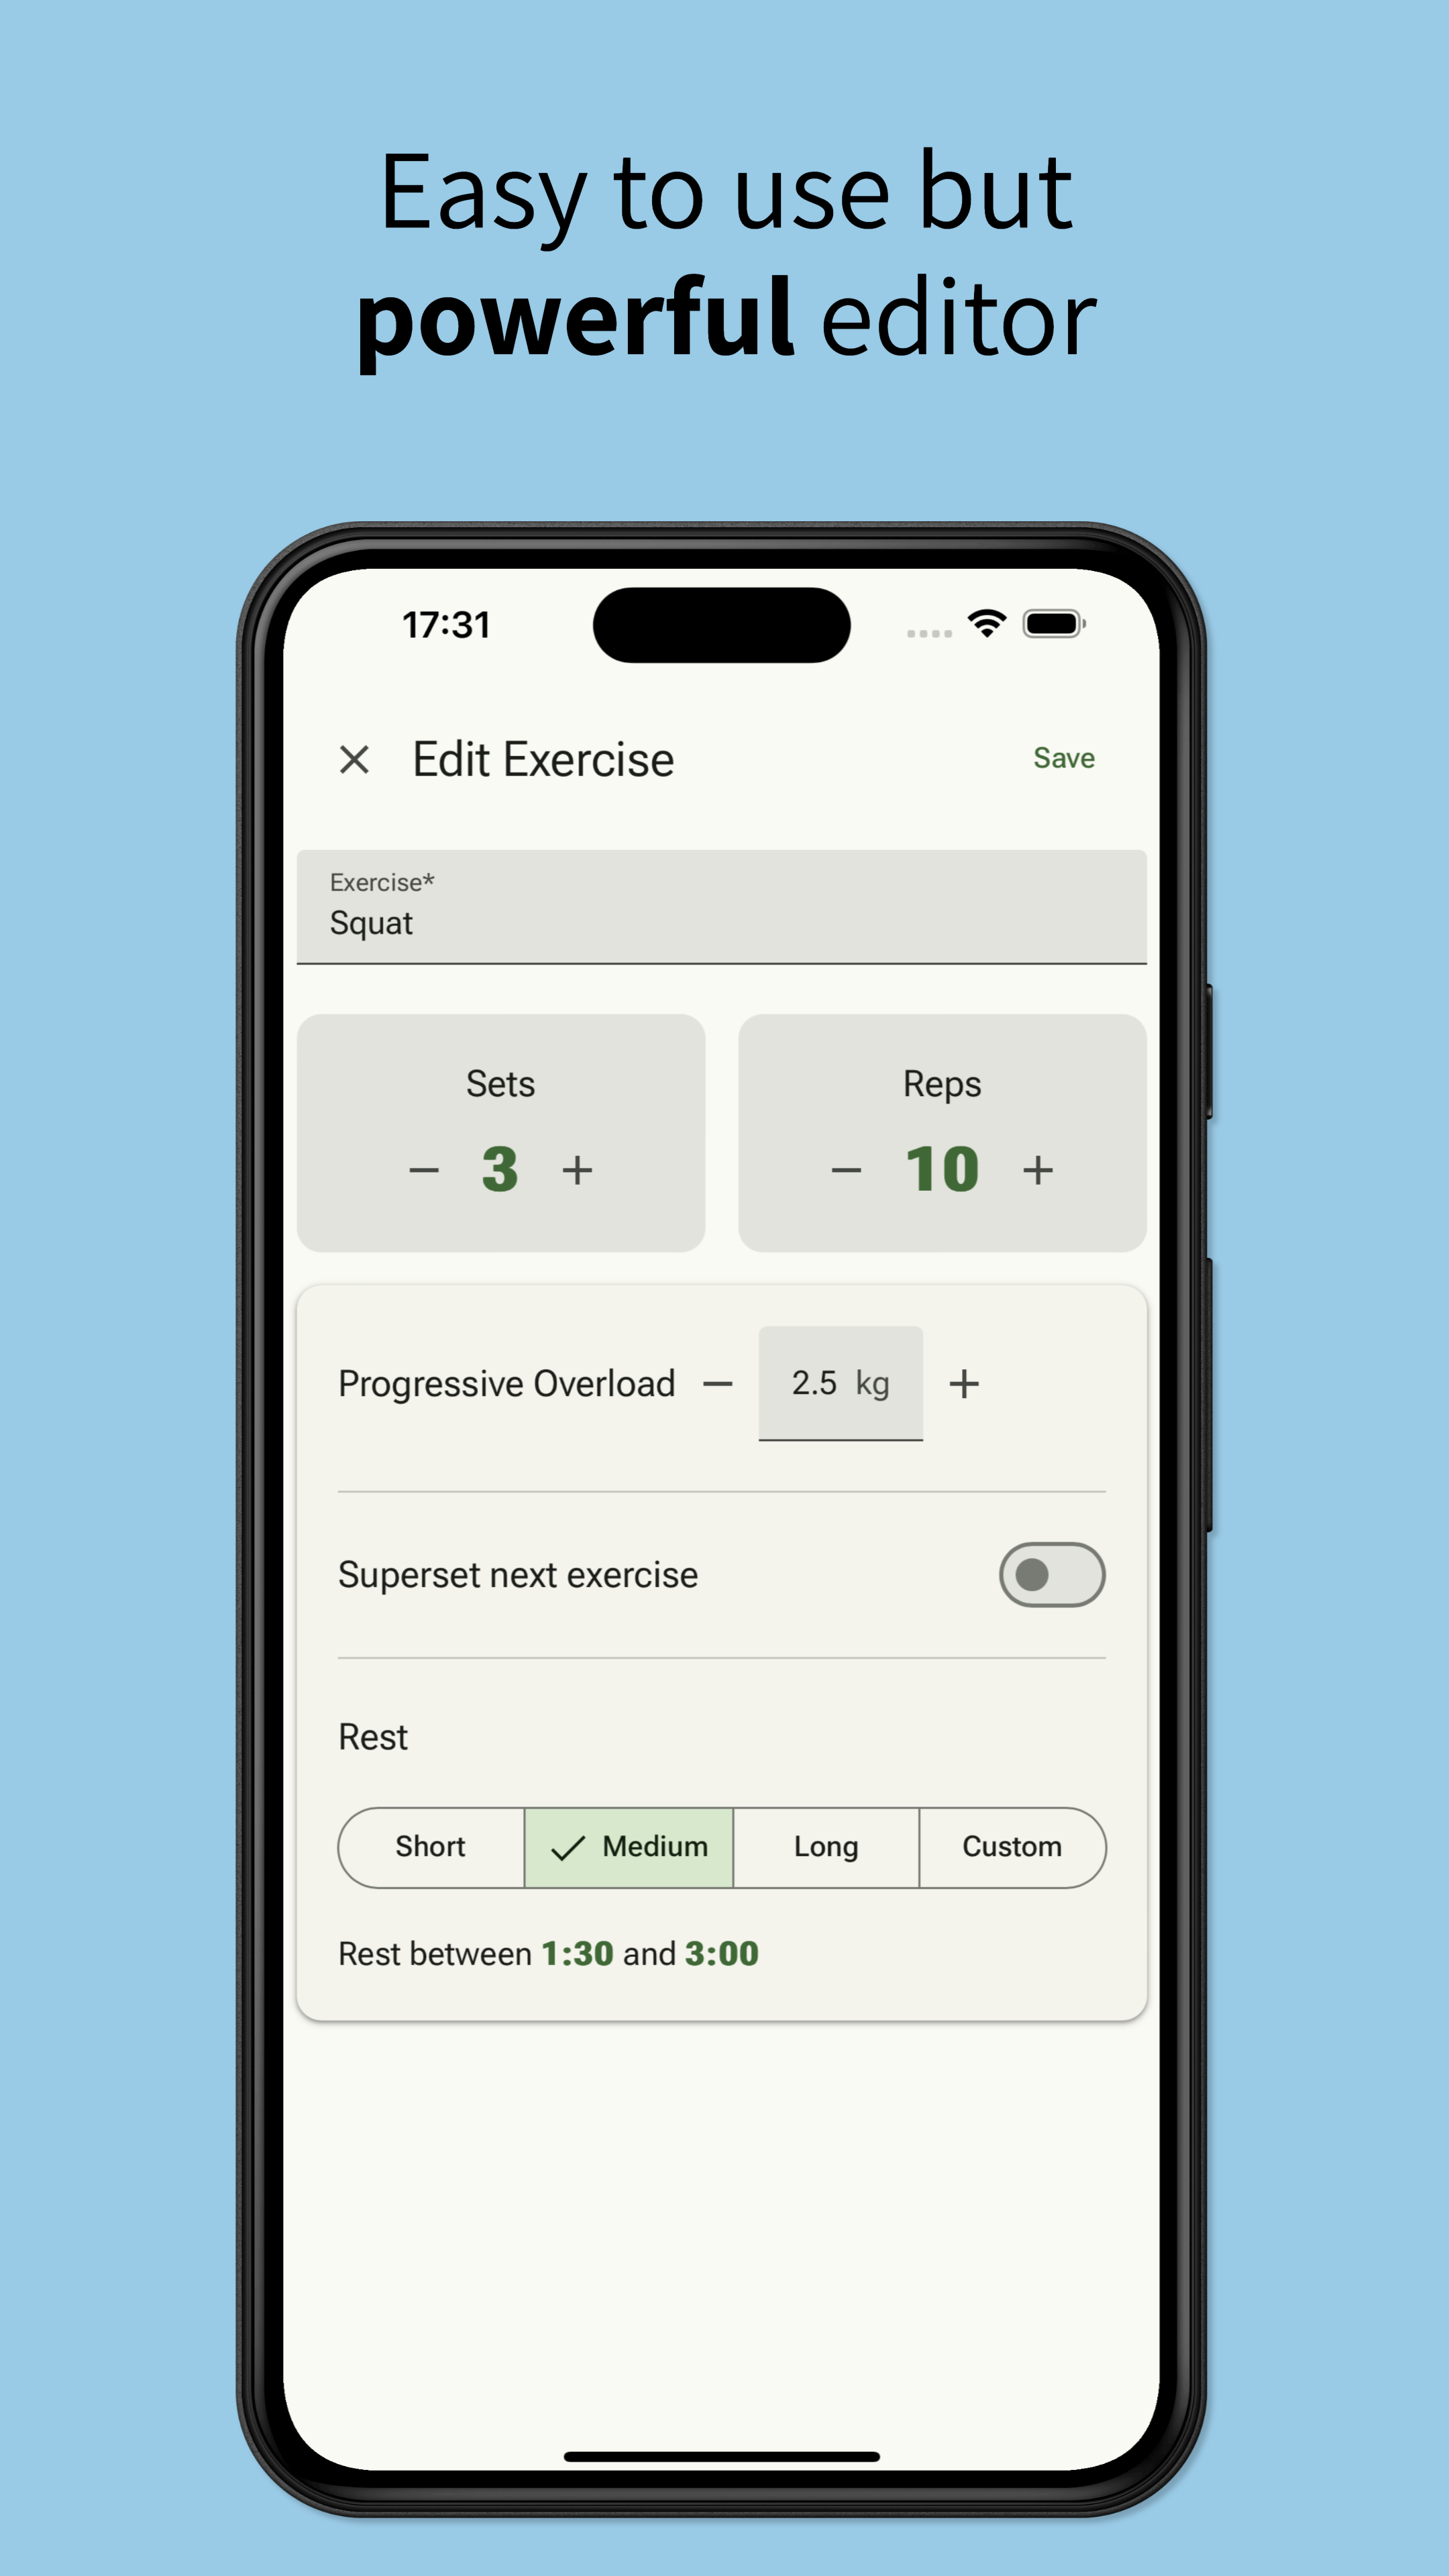 Easy to use but
powerful editor
17:31
Edit Exercise
Save
Exercise*
Squat
Sets
Reps
− 3 +
− 10 +
Progressive Overload − 2.5 kg +
Superset next exercise
Rest
Short
Medium
Long
Custom
Rest between 1:30 and 3:00